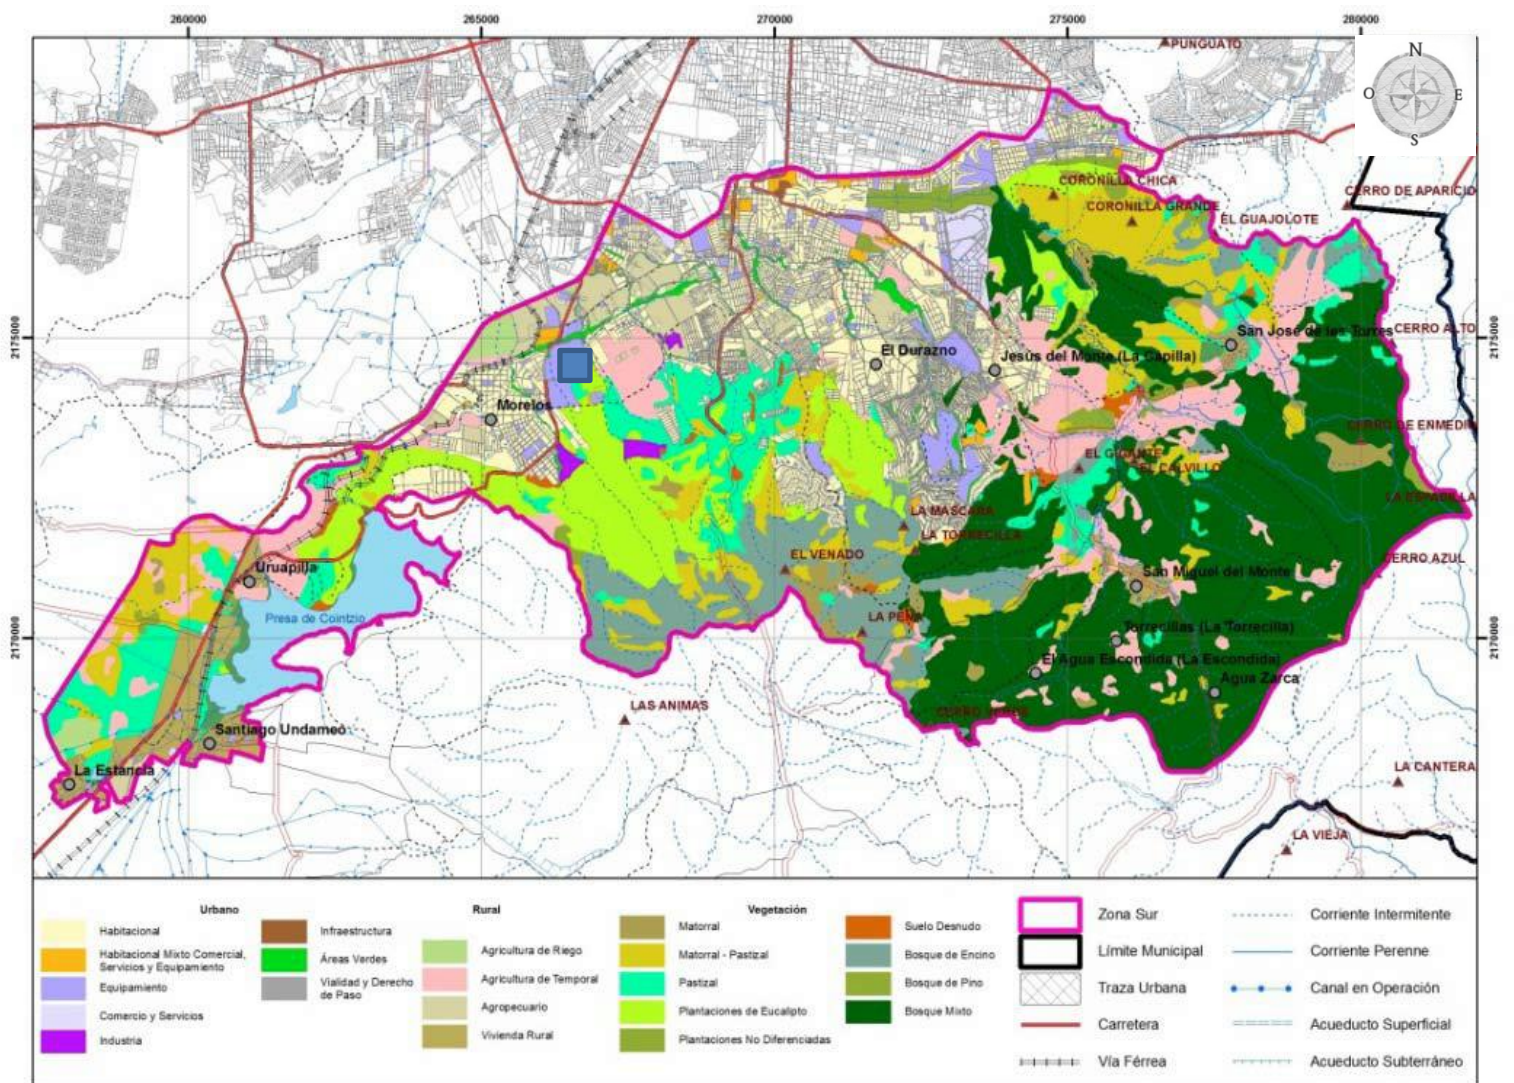 260000
265000
270000
275000
280000
PUNGUATO
N
O
E
S
CORONILLA CHICA
CERRO DE APARICIO
CORONILLA GRANDE
EL GUAJOLOTE
2175000
San José de las Torres
CERRO ALTO
2175000
El Durazno
Jesús del Monte (La Capilla)
Morelos
CERRO DE ENMEDIO
EL GIGANTE
EL CALVILLO
LA ESPADILLA
LA MASCARA
LA TORRECILLA
EL VENADO
CERRO AZUL
Uruapilla
San Miguel del Monte
Presa de Cointzio
LA PEÑA
Torrecillas (La Torrecilla)
2170000
2170000
El Agua Escondida (La Escondida)
Agua Zarca
LAS ANIMAS
CERRO VERDE
Santiago Undameo
La Estancia
LA CANTERA
LA VIEJA
Urbano
Habitacional
Habitacional Mixto Comercial,
Servicios y Equipamiento
Equipamiento
Comercio y Servicios
Industria
Infraestructura
Áreas Verdes
Vialidad y Derecho
de Paso
Rural
Agricultura de Riego
Agricultura de Temporal
Agropecuario
Vivienda Rural
Vegetación
Matorral
Matorral - Pastizal
Pastizal
Plantaciones de Eucalipto
Plantaciones No Diferenciadas
Suelo Desnudo
Bosque de Encino
Bosque de Pino
Bosque Mixto
Zona Sur
Límite Municipal
Traza Urbana
Carretera
Vía Férrea
Corriente Intermitente
Corriente Perenne
Canal en Operación
Acueducto Superficial
Acueducto Subterráneo